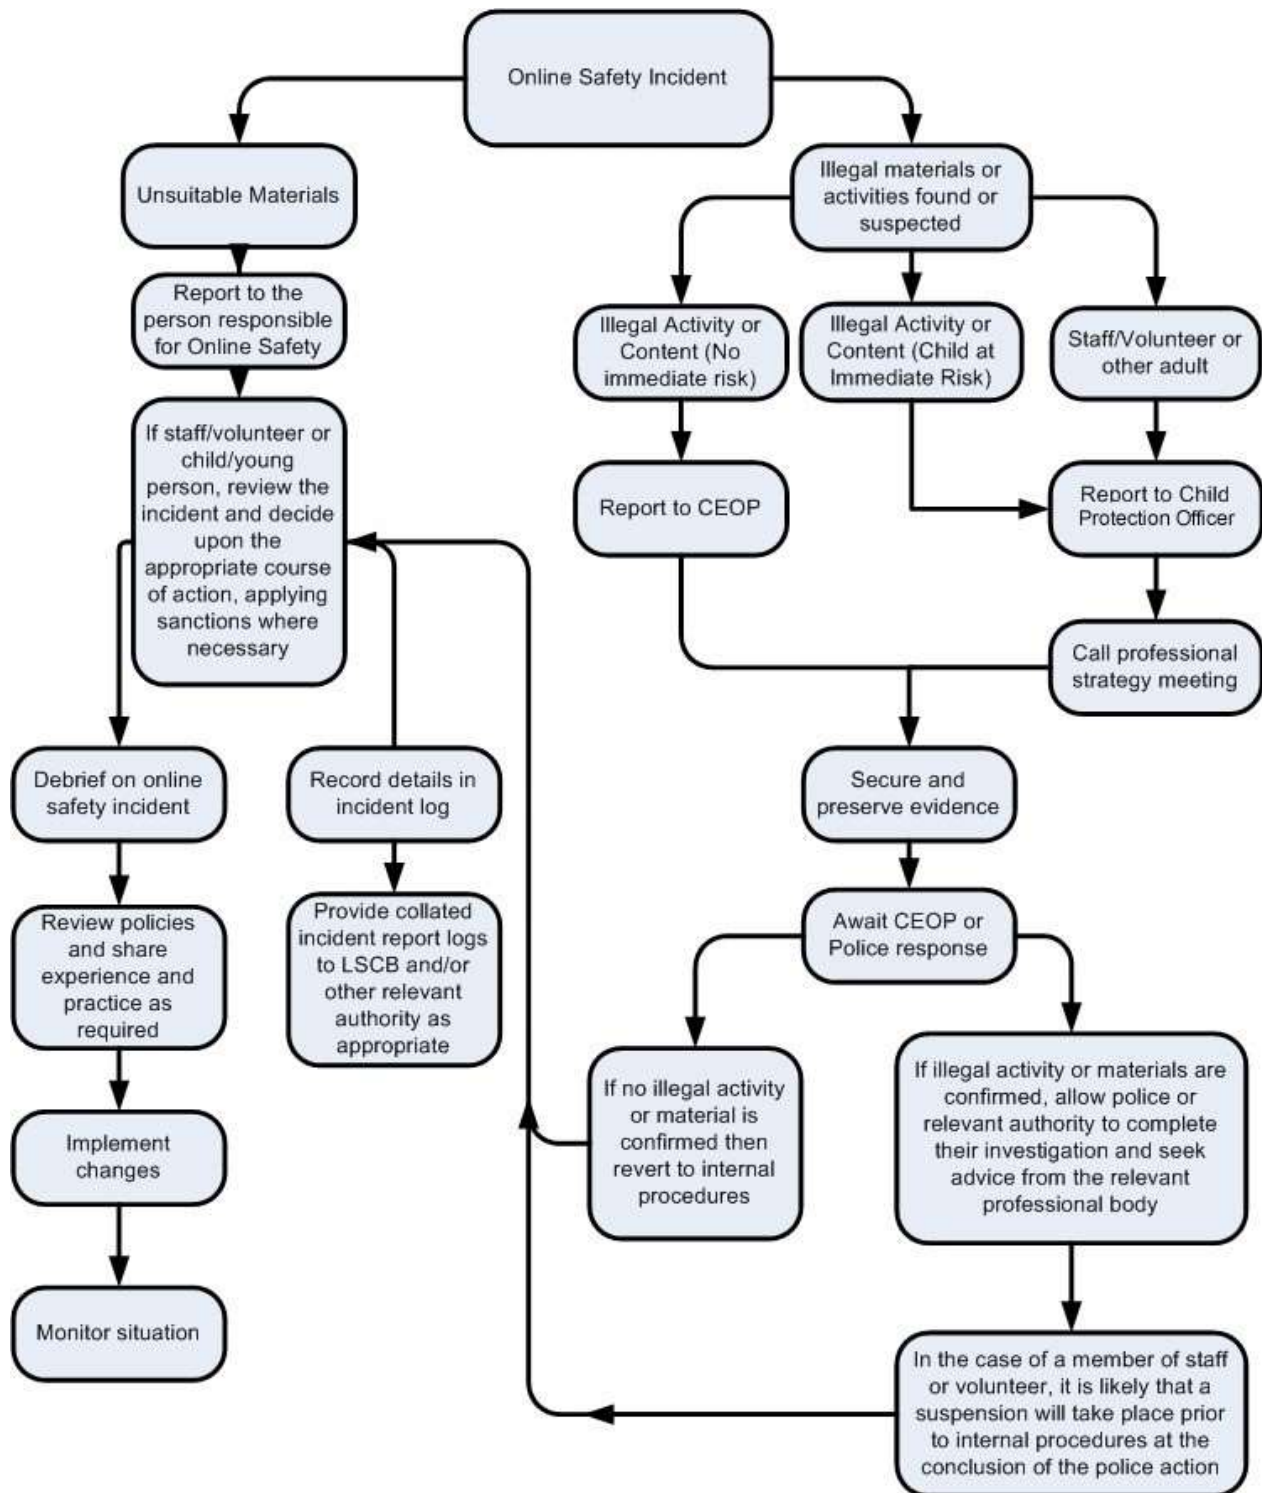 Online Safety Incident
Unsuitable Materials
Illegal materials or
activities found or
suspected
Report to the
person responsible
for Online Safety
Illegal Activity or
Content (No
immediate risk)
Illegal Activity or
Content (Child at
Immediate Risk)
Staff/Volunteer or
other adult
If staff/volunteer or
child/young
person, review the
incident and decide
upon the
appropriate course
of action, applying
sanctions where
necessary
Report to CEOP
Report to Child
Protection Officer
Call professional
strategy meeting
Debrief on online
safety incident
Record details in
incident log
Secure and
preserve evidence
Review policies
and share
experience and
practice as
required
Provide collated
incident report logs
to LSCB and/or
other relevant
authority as
appropriate
Await CEOP or
Police response
If no illegal activity
or material is
confirmed then
revert to internal
procedures
If illegal activity or materials are
confirmed, allow police or
relevant authority to complete
their investigation and seek
advice from the relevant
professional body
Implement
changes
Monitor situation
In the case of a member of staff
or volunteer, it is likely that a
suspension will take place prior
to internal procedures at the
conclusion of the police action